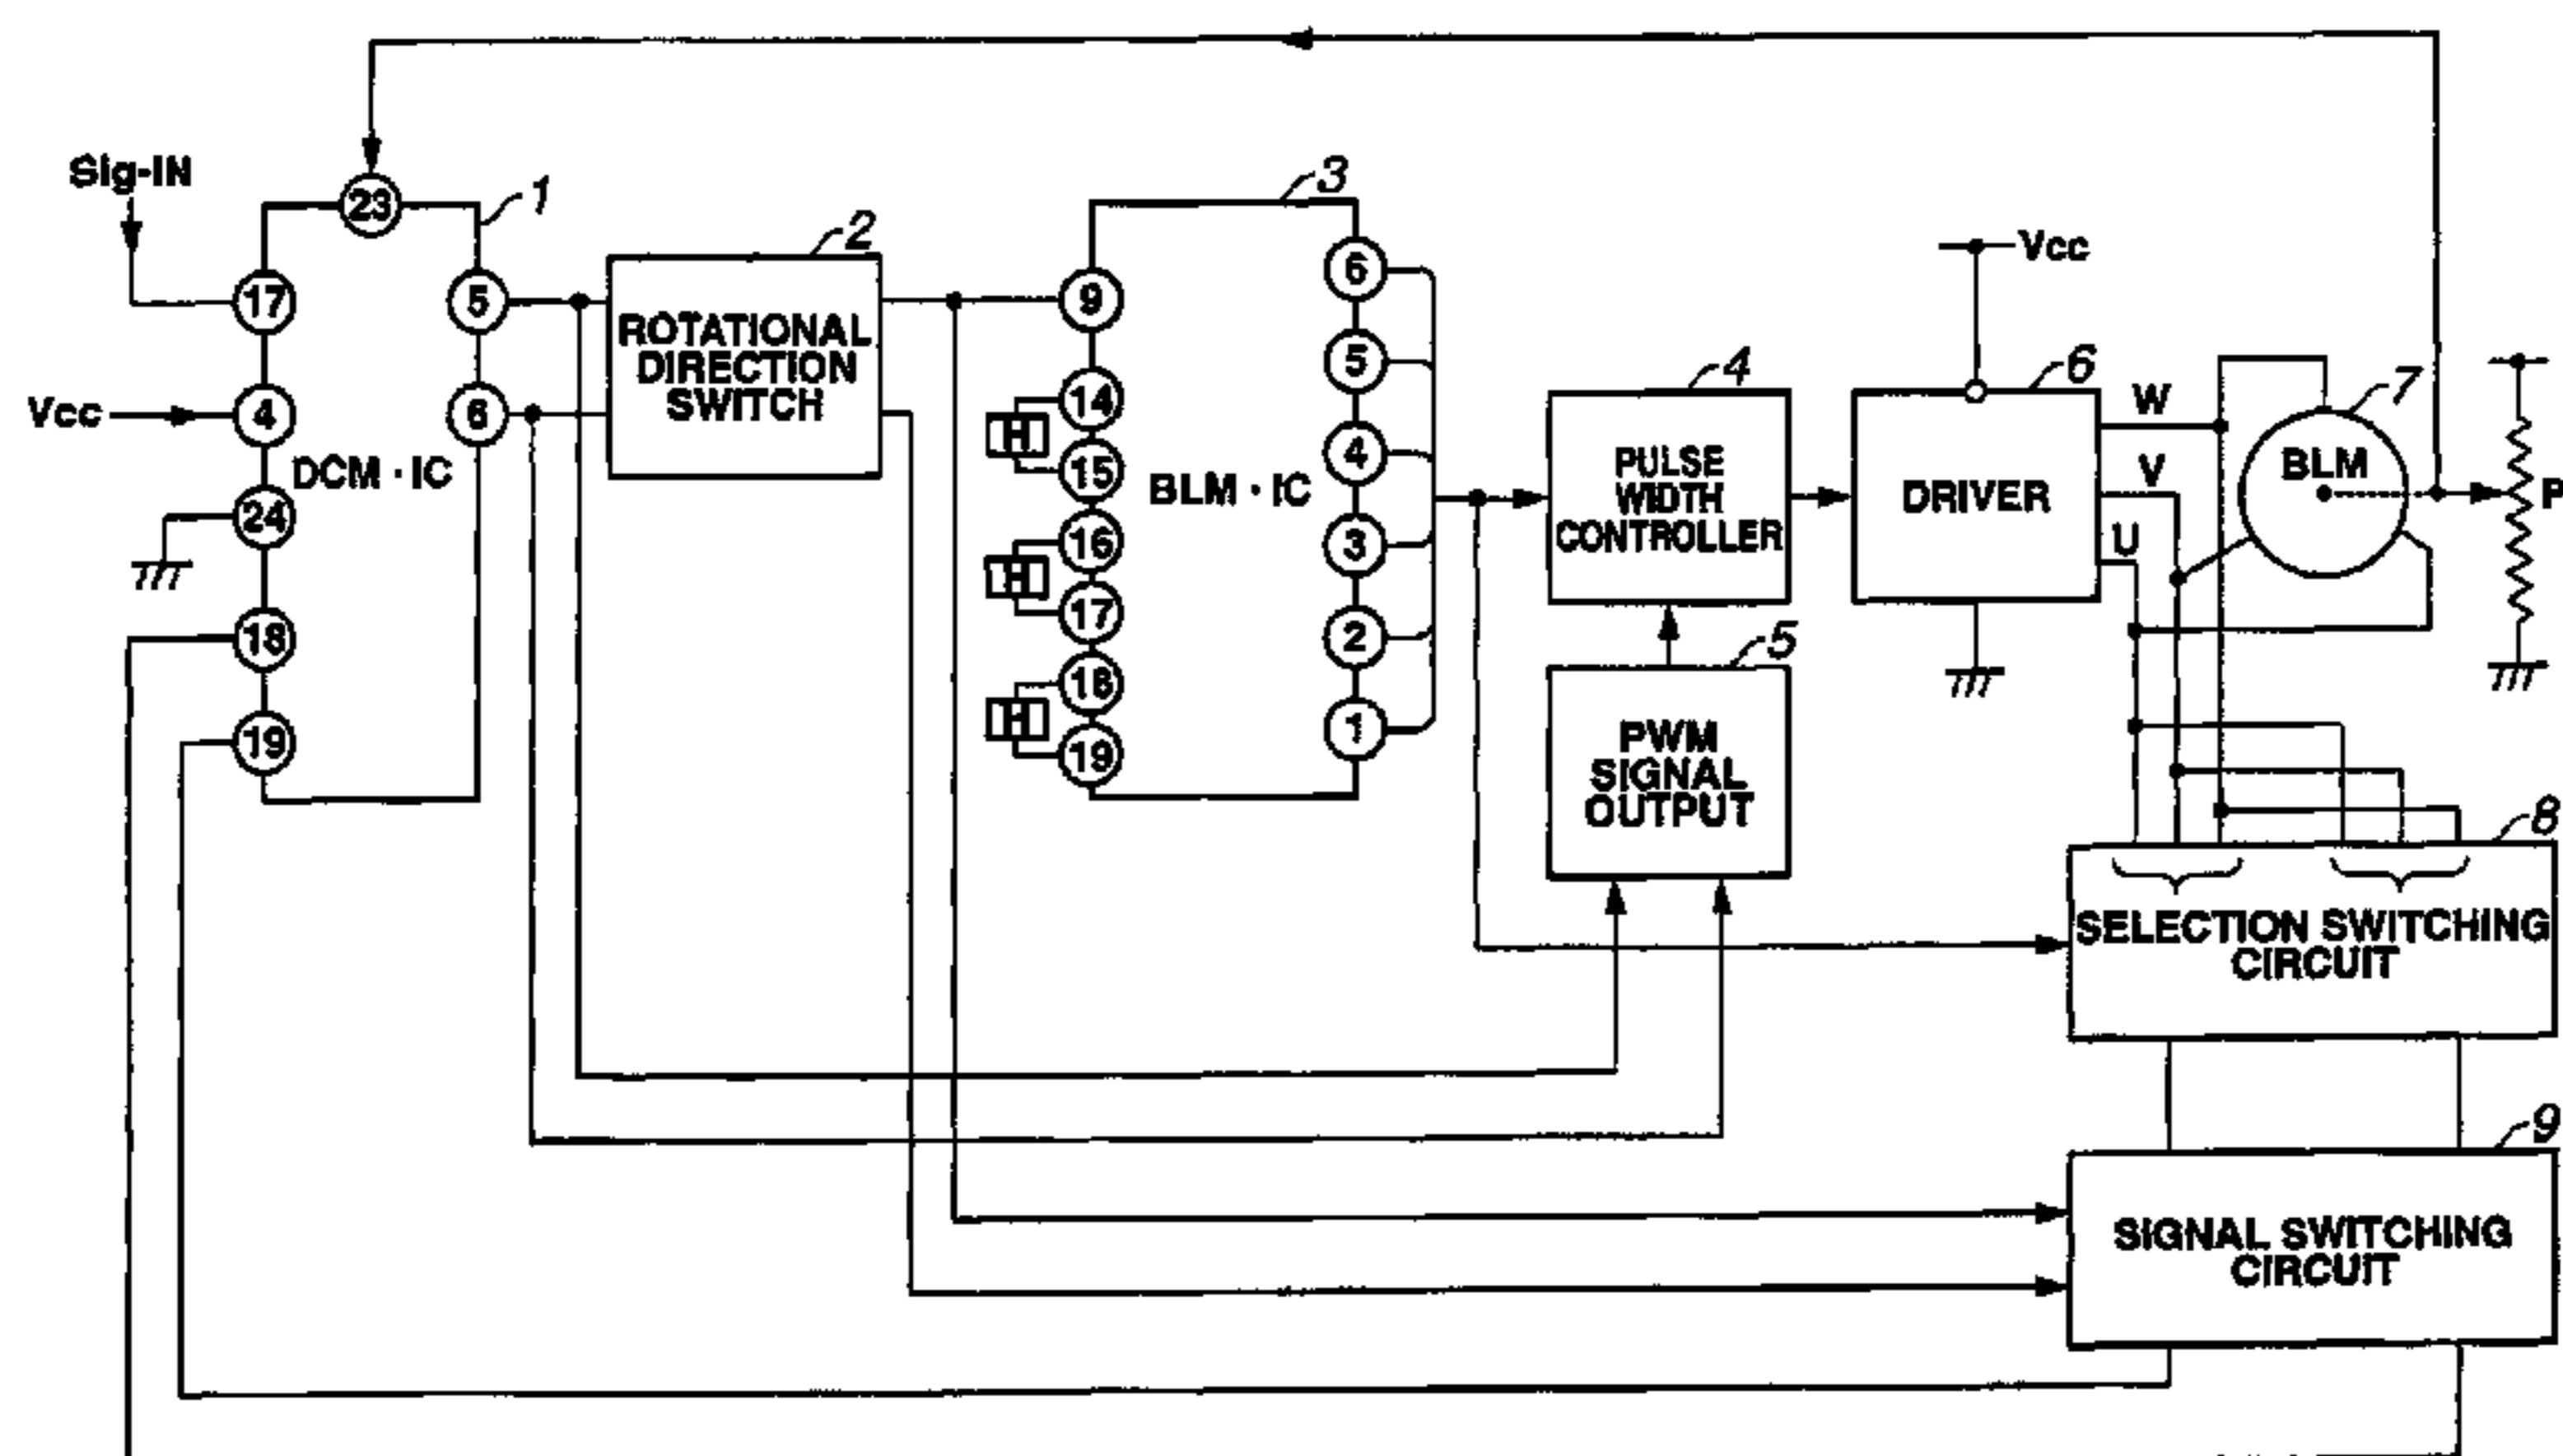 Sig-IN
23
1
17
5
Vcc
4
6
DCM · IC
24
18
19
2
ROTATIONAL
DIRECTION
SWITCH
3
9
14
H
15
16
H
17
18
H
19
BLM · IC
6
5
4
3
2
1
4
PULSE
WIDTH
CONTROLLER
5
PWM
SIGNAL
OUTPUT
Vcc
6
DRIVER
W
V
U
7
BLM
P
8
SELECTION SWITCHING
CIRCUIT
9
SIGNAL SWITCHING
CIRCUIT